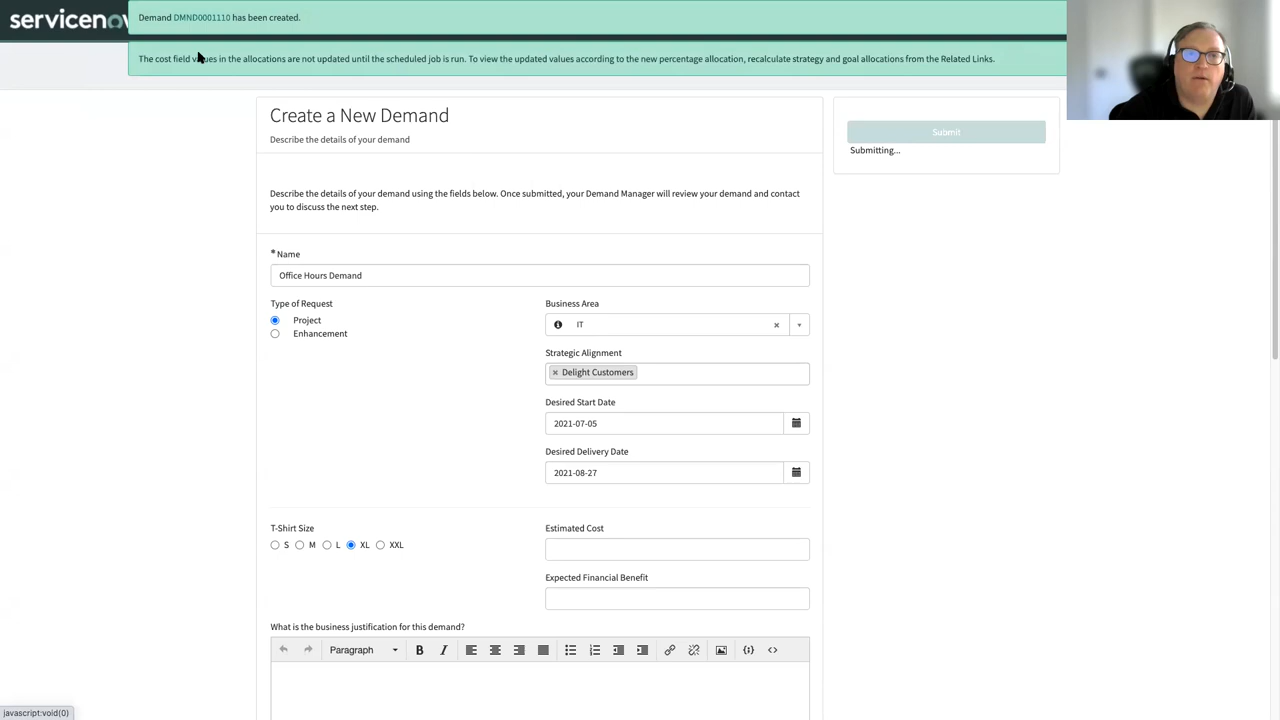 servicenow
Demand DMND0001110 has been created.
The cost field values in the allocations are not updated until the scheduled job is run. To view the updated values according to the new percentage allocation, recalculate strategy and goal allocations from the Related Links.
Create a New Demand
Describe the details of your demand
Submit
Submitting...
Describe the details of your demand using the fields below. Once submitted, your Demand Manager will review your demand and contact
you to discuss the next step.
* Name
Office Hours Demand
Type of Request
Business Area
Project
IT
Enhancement
Strategic Alignment
× Delight Customers
Desired Start Date
2021-07-05
Desired Delivery Date
2021-08-27
T-Shirt Size
Estimated Cost
S M L XL XXL
Expected Financial Benefit
What is the business justification for this demand?
Paragraph B I
javascript:void(0)